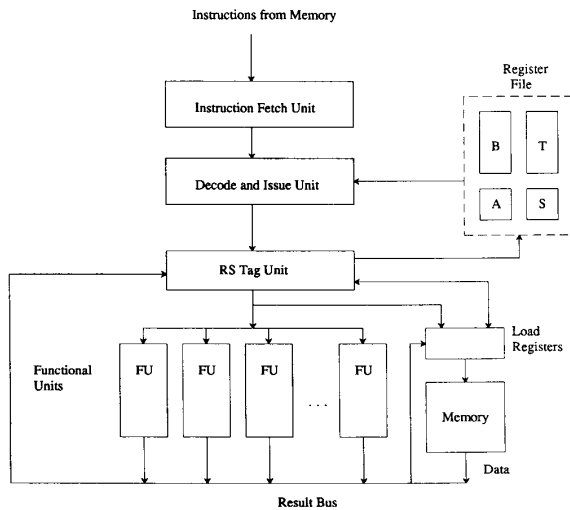 Instructions from Memory
Register
File
Instruction Fetch Unit
B
T
Decode and Issue Unit
A
S
RS Tag Unit
Load
Registers
Functional
Units
FU
FU
FU
. . .
FU
Memory
Data
Result Bus